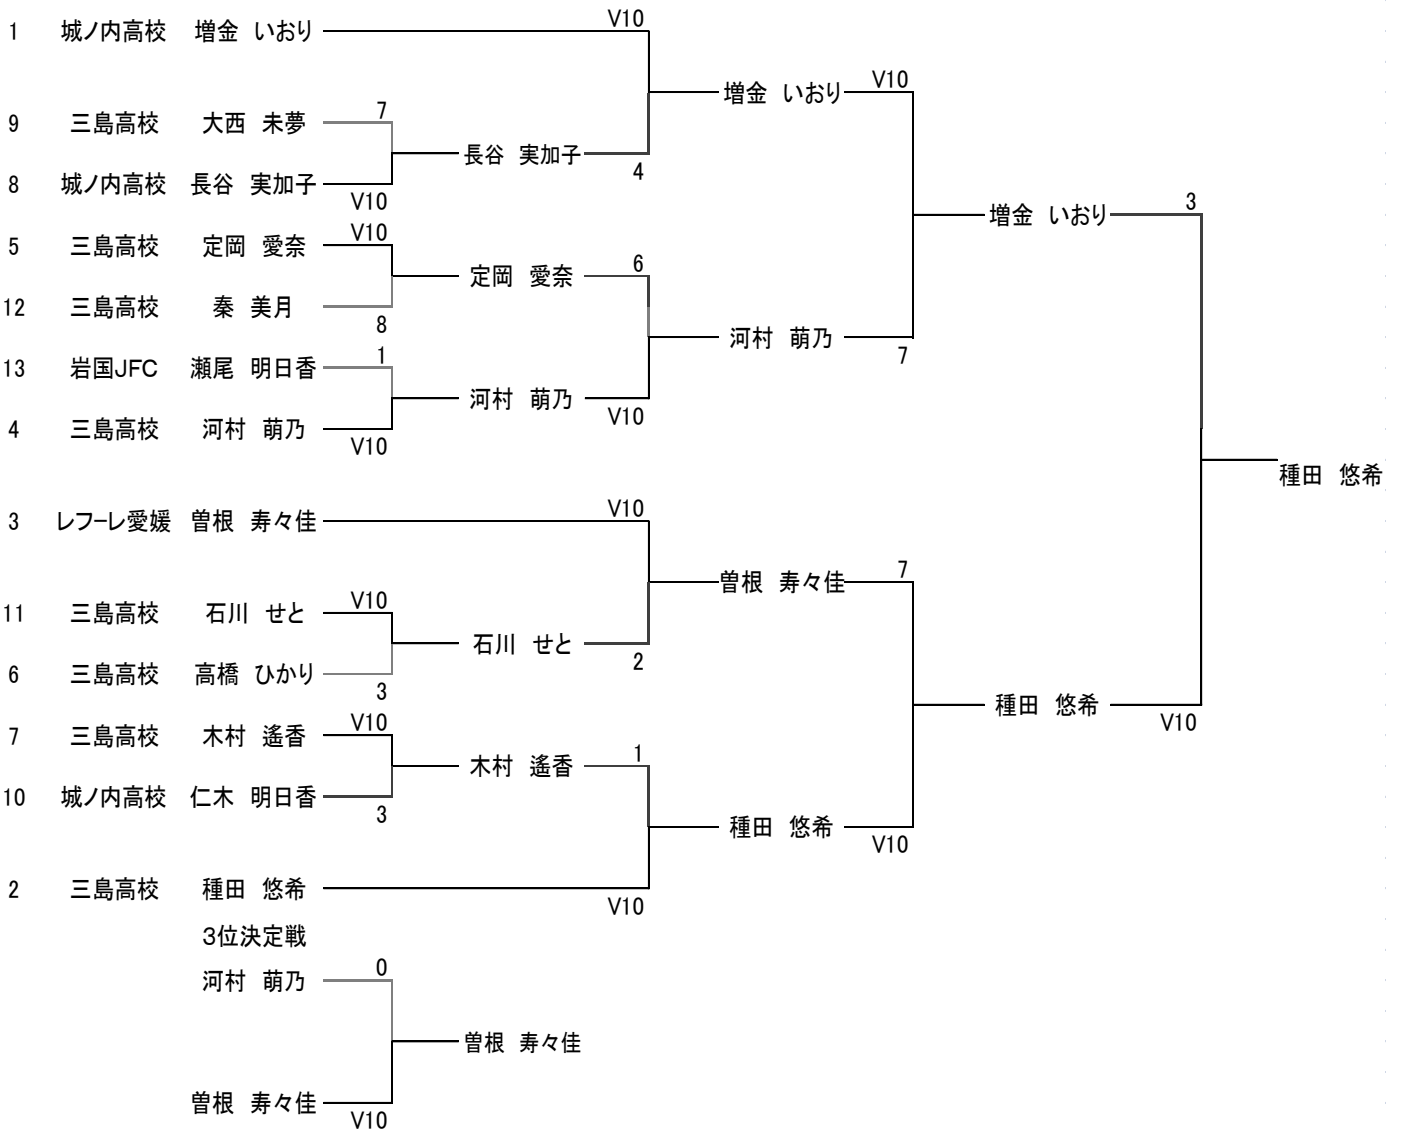 V10
1 城ノ内高校 増金 いおり
増金 いおり V10
7
9 三島高校 大西 未夢
長谷 実加子
4
8 城ノ内高校 長谷 実加子
V10
増金 いおり 3
V10
5 三島高校 定岡 愛奈
6
定岡 愛奈
12 三島高校 秦 美月
8
河村 萌乃
7
1
13 岩国JFC 瀬尾 明日香
河村 萌乃
V10
4 三島高校 河村 萌乃
V10
種田 悠希
V10
3 レフーレ愛媛 曽根 寿々佳
曽根 寿々佳 7
V10
11 三島高校 石川 せと
石川 せと
2
6 三島高校 高橋 ひかり
3
種田 悠希
V10
V10
7 三島高校 木村 遙香
1
木村 遙香
10 城ノ内高校 仁木 明日香
3
種田 悠希
V10
2 三島高校 種田 悠希
V10
3位決定戦
0
河村 萌乃
曽根 寿々佳
曽根 寿々佳
V10